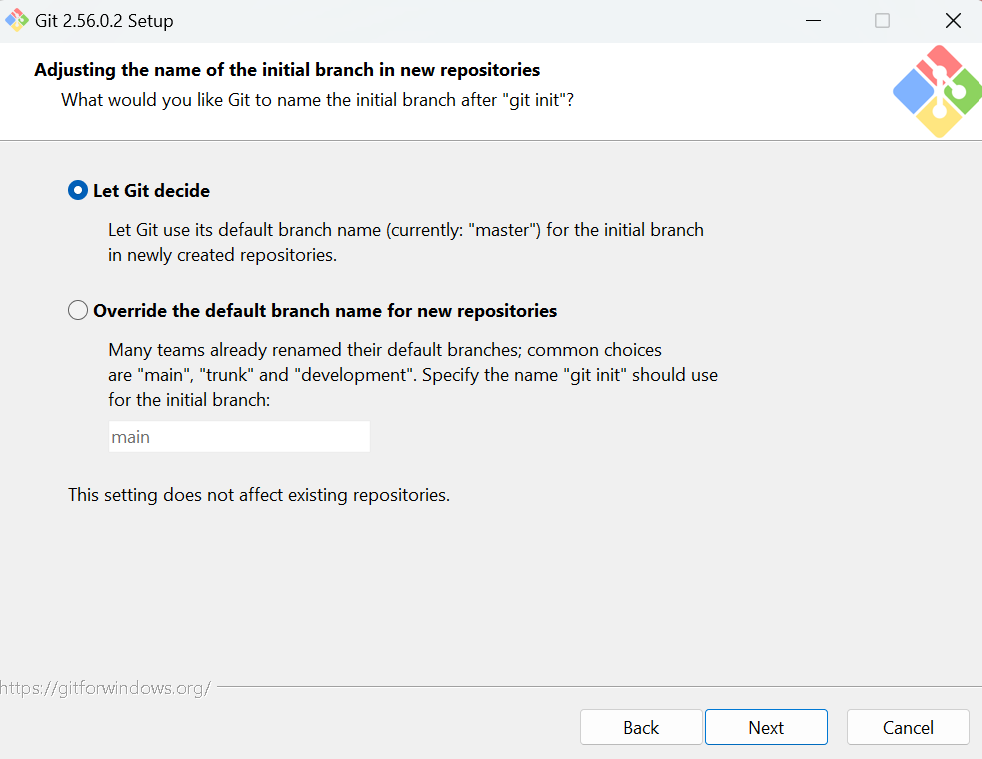 Git 2.56.0.2 Setup
Adjusting the name of the initial branch in new repositories
What would you like Git to name the initial branch after "git init"?
Let Git decide
Let Git use its default branch name (currently: "master") for the initial branch
in newly created repositories.
Override the default branch name for new repositories
Many teams already renamed their default branches; common choices
are "main", "trunk" and "development". Specify the name "git init" should use
for the initial branch:
main
This setting does not affect existing repositories.
https://gitforwindows.org/
Back
Next
Cancel